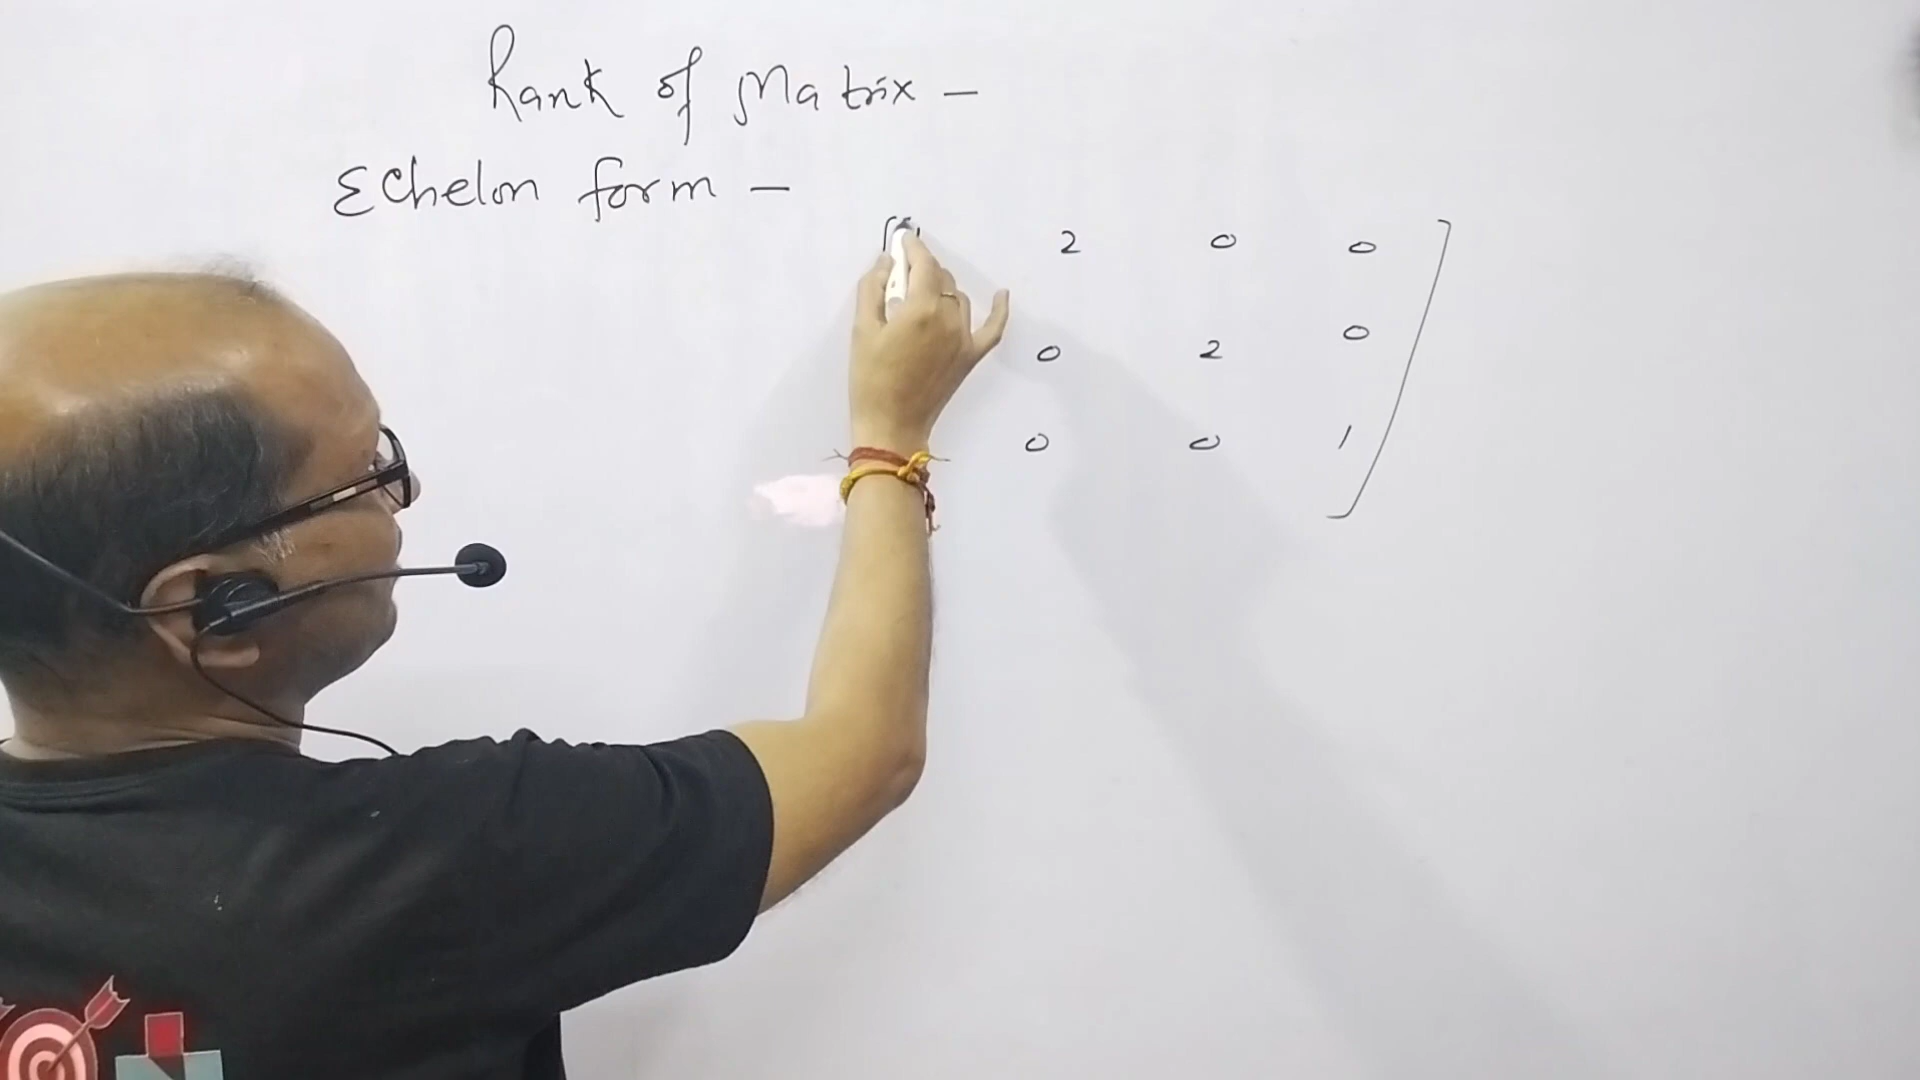 Rank of Matrix -
Echelon form -
2 0 0
0 2 0
0 0 1